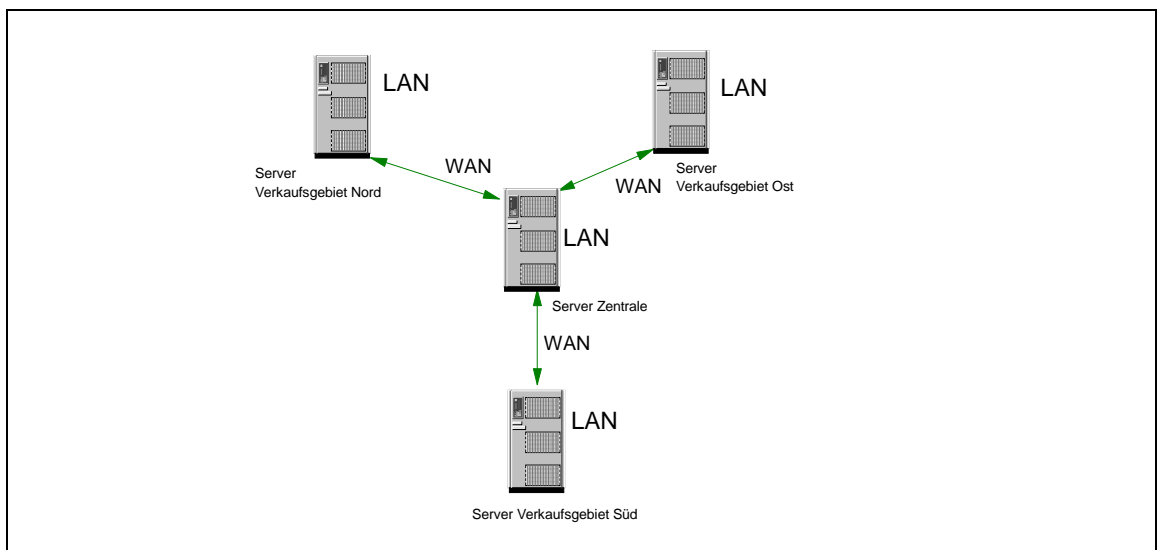 LAN
LAN
Server
Verkaufsgebiet Nord
WAN
Server
Verkaufsgebiet Ost
WAN
LAN
Server Zentrale
WAN
LAN
Server Verkaufsgebiet Süd